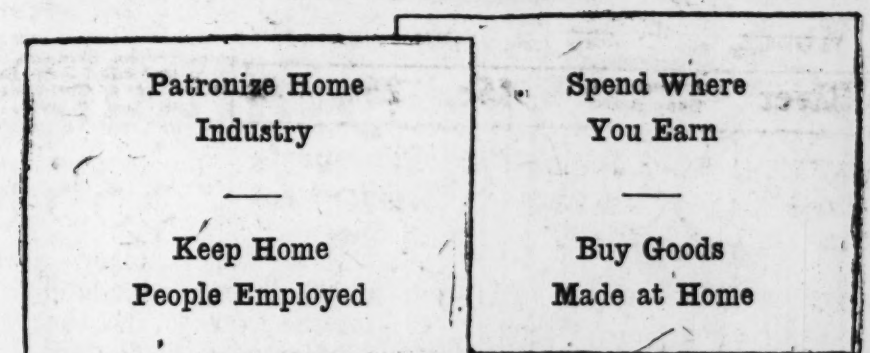 Patronize Home
Industry
Keep Home
People Employed
Spend Where
You Earn
Buy Goods
Made at Home